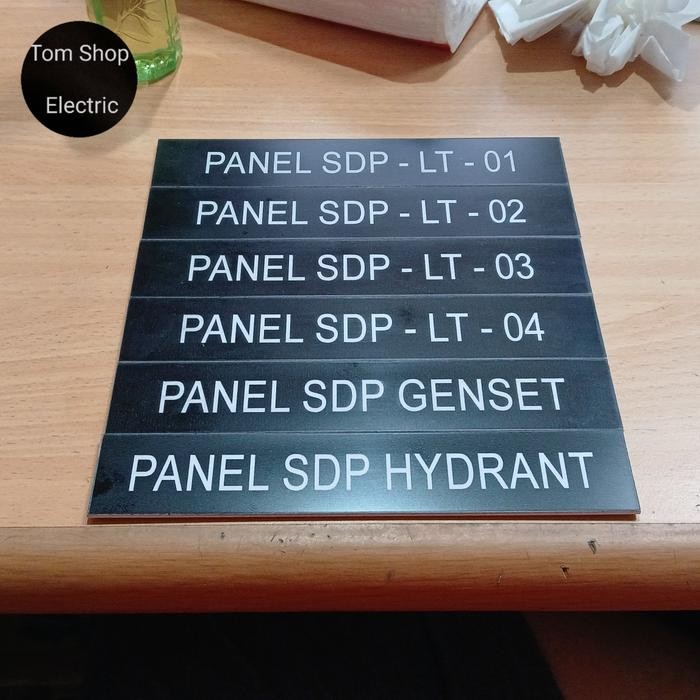 Tom Shop
Electric
PANEL SDP - LT - 01
PANEL SDP - LT - 02
PANEL SDP - LT - 03
PANEL SDP - LT - 04
PANEL SDP GENSET
PANEL SDP HYDRANT